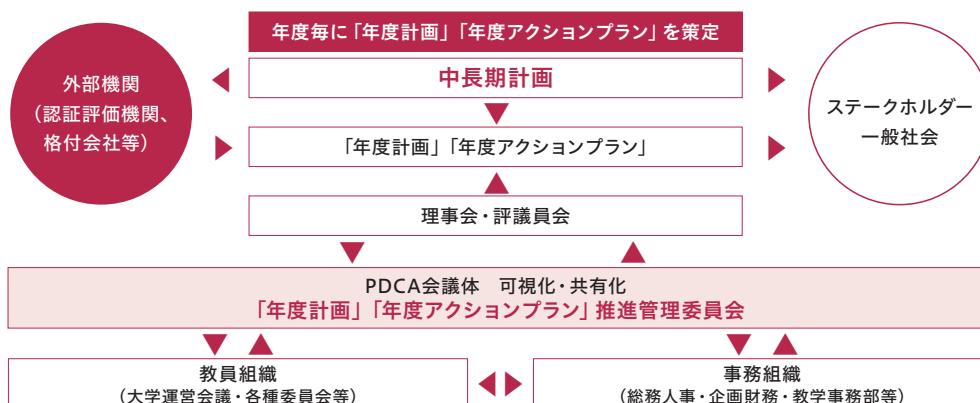 年度毎に「年度計画」「年度アクションプラン」を策定
外部機関
（認証評価機関、
格付会社等）
中長期計画
「年度計画」「年度アクションプラン」
ステークホルダー
一般社会
理事会・評議員会
PDCA会議体　可視化・共有化
「年度計画」「年度アクションプラン」推進管理委員会
教員組織
（大学運営会議・各種委員会等）
事務組織
（総務人事・企画財務・教学事務部等）